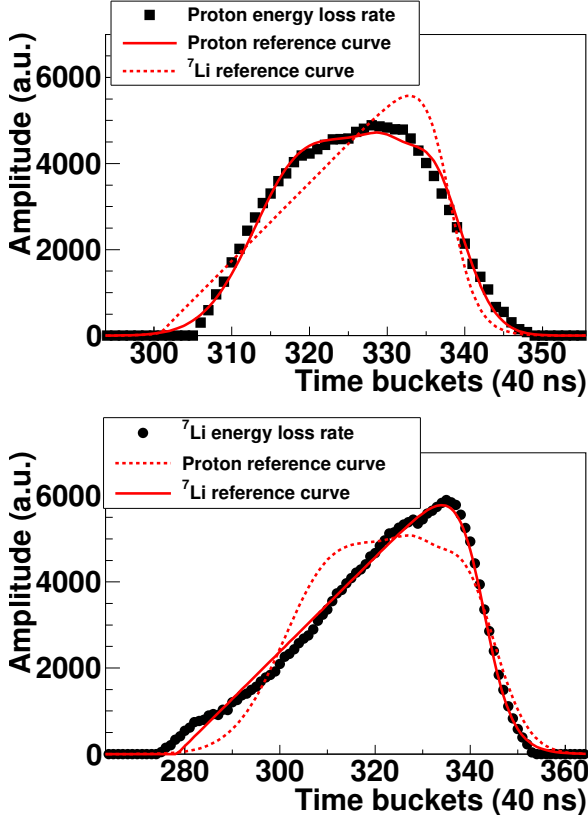 Proton energy loss rate
Proton reference curve
⁷Li reference curve
Amplitude (a.u.)
6000
4000
2000
0
300 310 320 330 340 350
Time buckets (40 ns)
⁷Li energy loss rate
Proton reference curve
⁷Li reference curve
Amplitude (a.u.)
6000
4000
2000
0
280 300 320 340 360
Time buckets (40 ns)